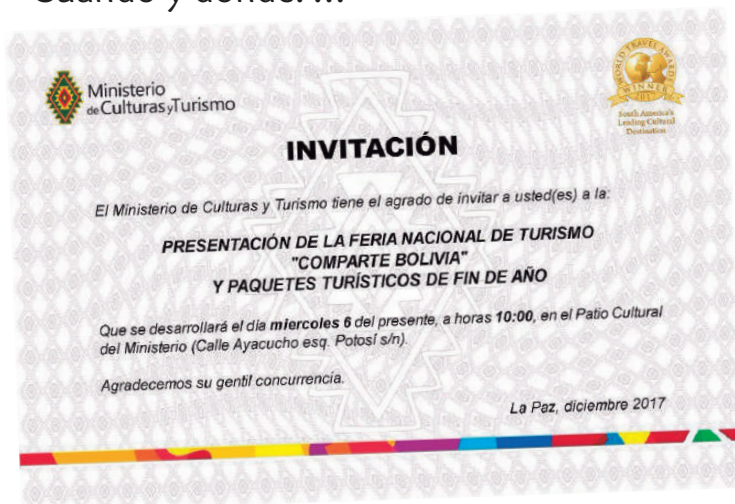 Cuándo y dónde. ...
Ministerio
de Culturas y Turismo
WORLD TRAVEL AWARD
WINNER
South America's
Leading Cultural
Destination
INVITACIÓN
El Ministerio de Culturas y Turismo tiene el agrado de invitar a usted(es) a la:
PRESENTACIÓN DE LA FERIA NACIONAL DE TURISMO
"COMPARTE BOLIVIA"
Y PAQUETES TURÍSTICOS DE FIN DE AÑO
Que se desarrollará el día miercoles 6 del presente, a horas 10:00, en el Patio Cultural
del Ministerio (Calle Ayacucho esq. Potosí s/n).
Agradecemos su gentil concurrencia.
La Paz, diciembre 2017